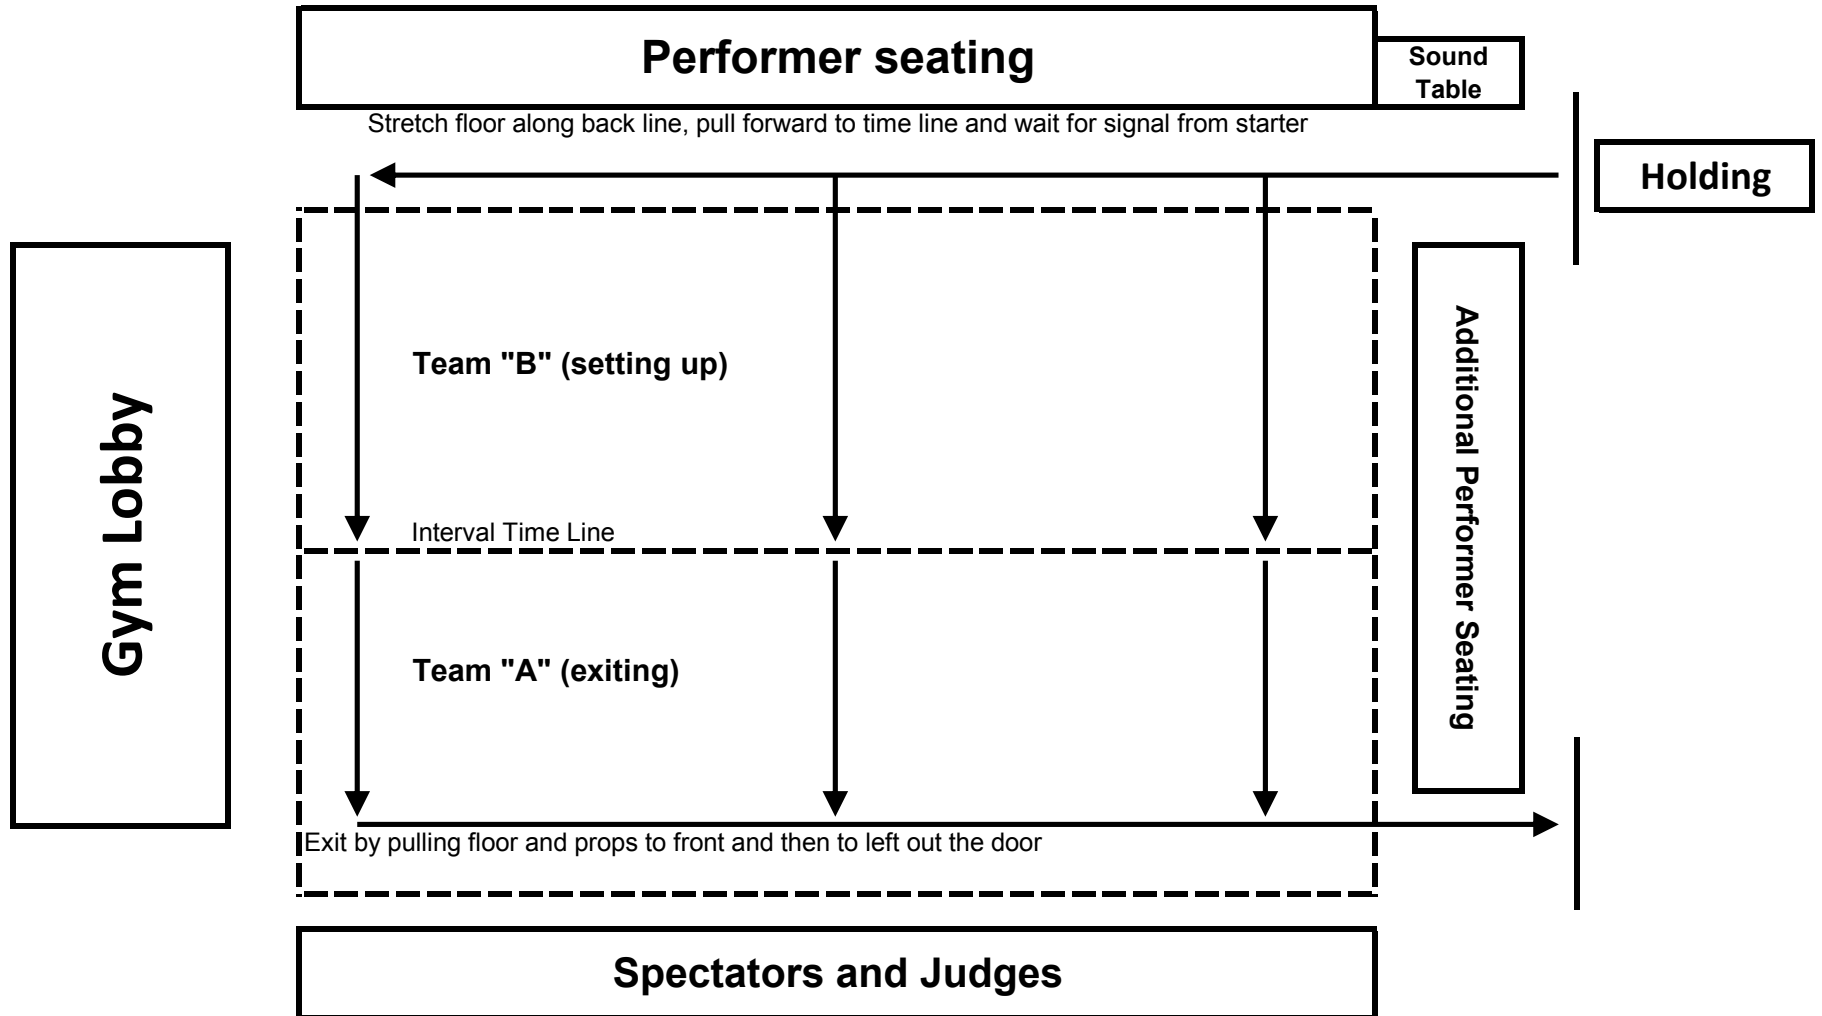 Performer seating
Sound
Table
Stretch floor along back line, pull forward to time line and wait for signal from starter
Holding
Gym Lobby
Team "B" (setting up)
Additional Performer Seating
Interval Time Line
Team "A" (exiting)
Exit by pulling floor and props to front and then to left out the door
Spectators and Judges